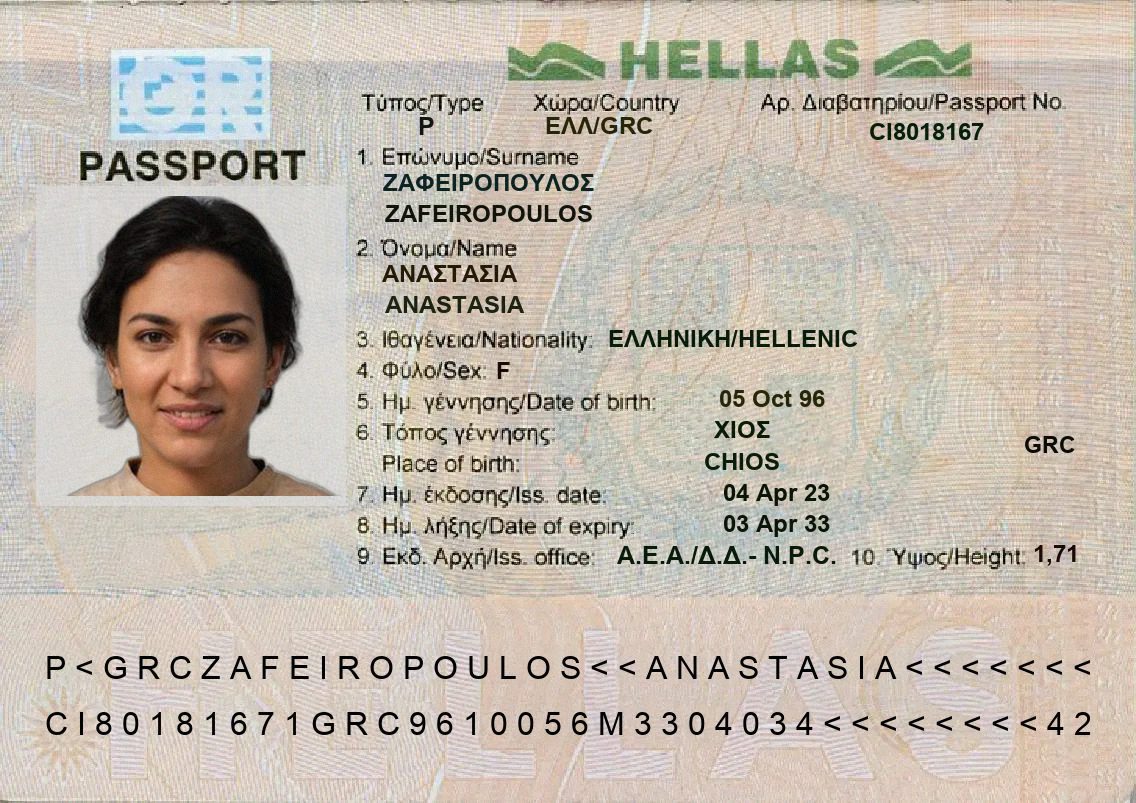 GR
HELLAS
PASSPORT
Τύπος/Type Χώρα/Country Αρ. Διαβατηρίου/Passport No.
P ΕΛΛ/GRC CI8018167
1. Επώνυμο/Surname
ΖΑΦΕΙΡΟΠΟΥΛΟΣ
ZAFEIROPOULOS
2. Όνομα/Name
ΑΝΑΣΤΑΣΙΑ
ANASTASIA
3. Ιθαγένεια/Nationality: ΕΛΛΗΝΙΚΗ/HELLENIC
4. Φύλο/Sex: F
5. Ημ. γέννησης/Date of birth: 05 Oct 96
6. Τόπος γέννησης: ΧΙΟΣ
Place of birth: CHIOS GRC
7. Ημ. έκδοσης/Iss. date: 04 Apr 23
8. Ημ. λήξης/Date of expiry: 03 Apr 33
9 Εκδ. Αρχή/Iss. office: Α.Ε.Α./Δ.Δ.- N.P.C. 10. Ύψος/Height: 1,71
HELLAS
P<GRCZAFEIROPOULOS<<ANASTASIA<<<<<<<
CI80181671GRC9610056M3304034<<<<<<<<42